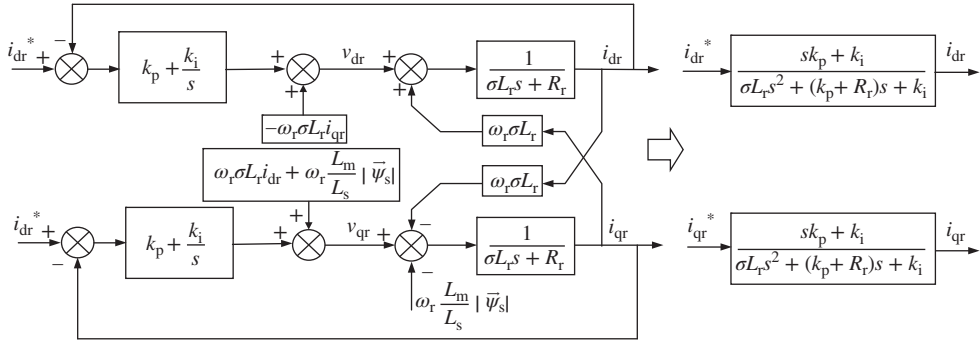 i_dr* + −
k_p + k_i/s
+ +
v_dr
+ +
1/(σL_r s + R_r)
i_dr
−ω_r σL_r i_qr
ω_r σL_r
ω_r σL_r i_dr + ω_r L_m/L_s |ψ⃗_s|
ω_r σL_r
i_dr* + −
k_p + k_i/s
+ +
v_qr
+ − −
1/(σL_r s + R_r)
i_qr
ω_r L_m/L_s |ψ⃗_s|
i_dr*
(sk_p + k_i)/(σL_r s² + (k_p + R_r)s + k_i)
i_dr
i_qr*
(sk_p + k_i)/(σL_r s² + (k_p + R_r)s + k_i)
i_qr